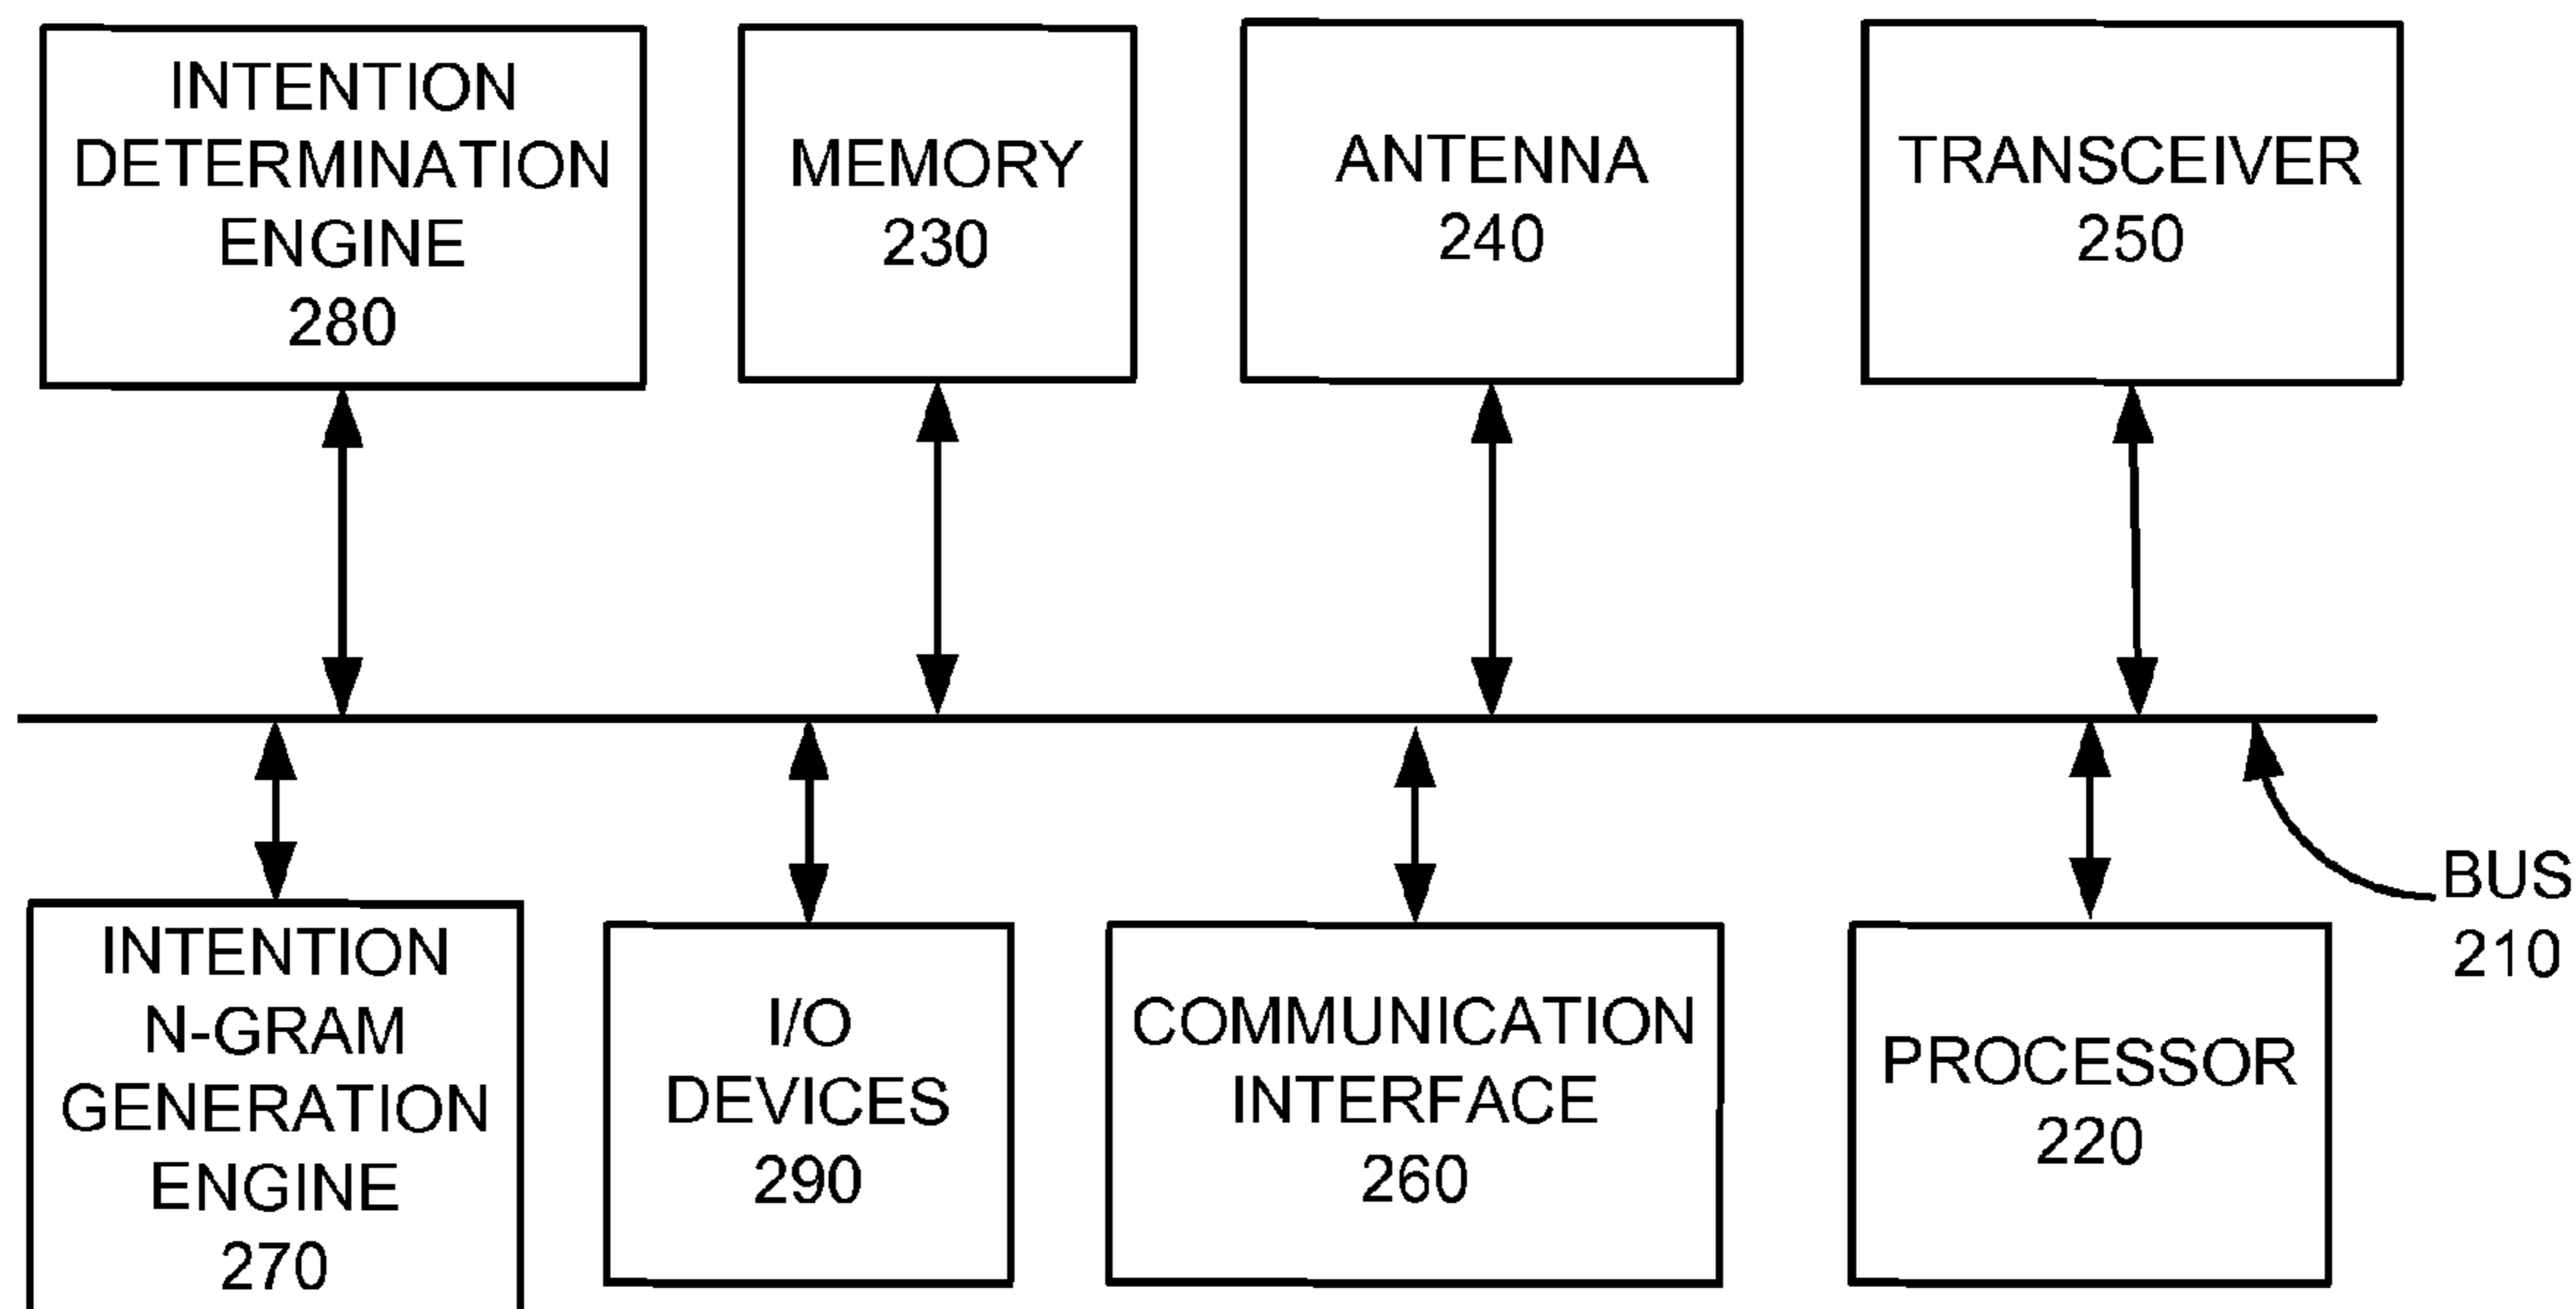 INTENTION
DETERMINATION
ENGINE
280
MEMORY
230
ANTENNA
240
TRANSCEIVER
250
BUS
210
INTENTION
N-GRAM
GENERATION
ENGINE
270
I/O
DEVICES
290
COMMUNICATION
INTERFACE
260
PROCESSOR
220